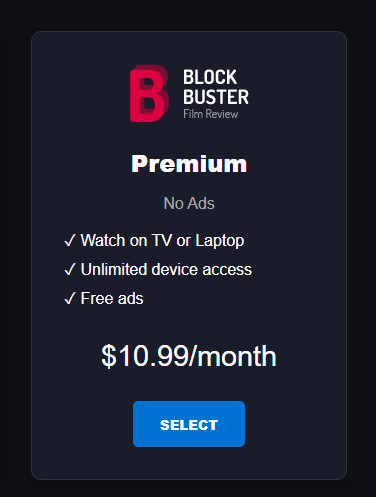 BLOCK
BUSTER
Film Review
Premium
No Ads
✓ Watch on TV or Laptop
✓ Unlimited device access
✓ Free ads
$10.99/month
SELECT